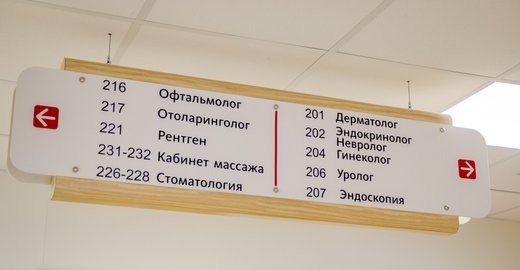 216 Офтальмолог
217 Отоларинголог
221 Рентген
231-232 Кабинет массажа
226-228 Стоматология
201 Дерматолог
202 Эндокринолог
Невролог
204 Гинеколог
206 Уролог
207 Эндоскопия